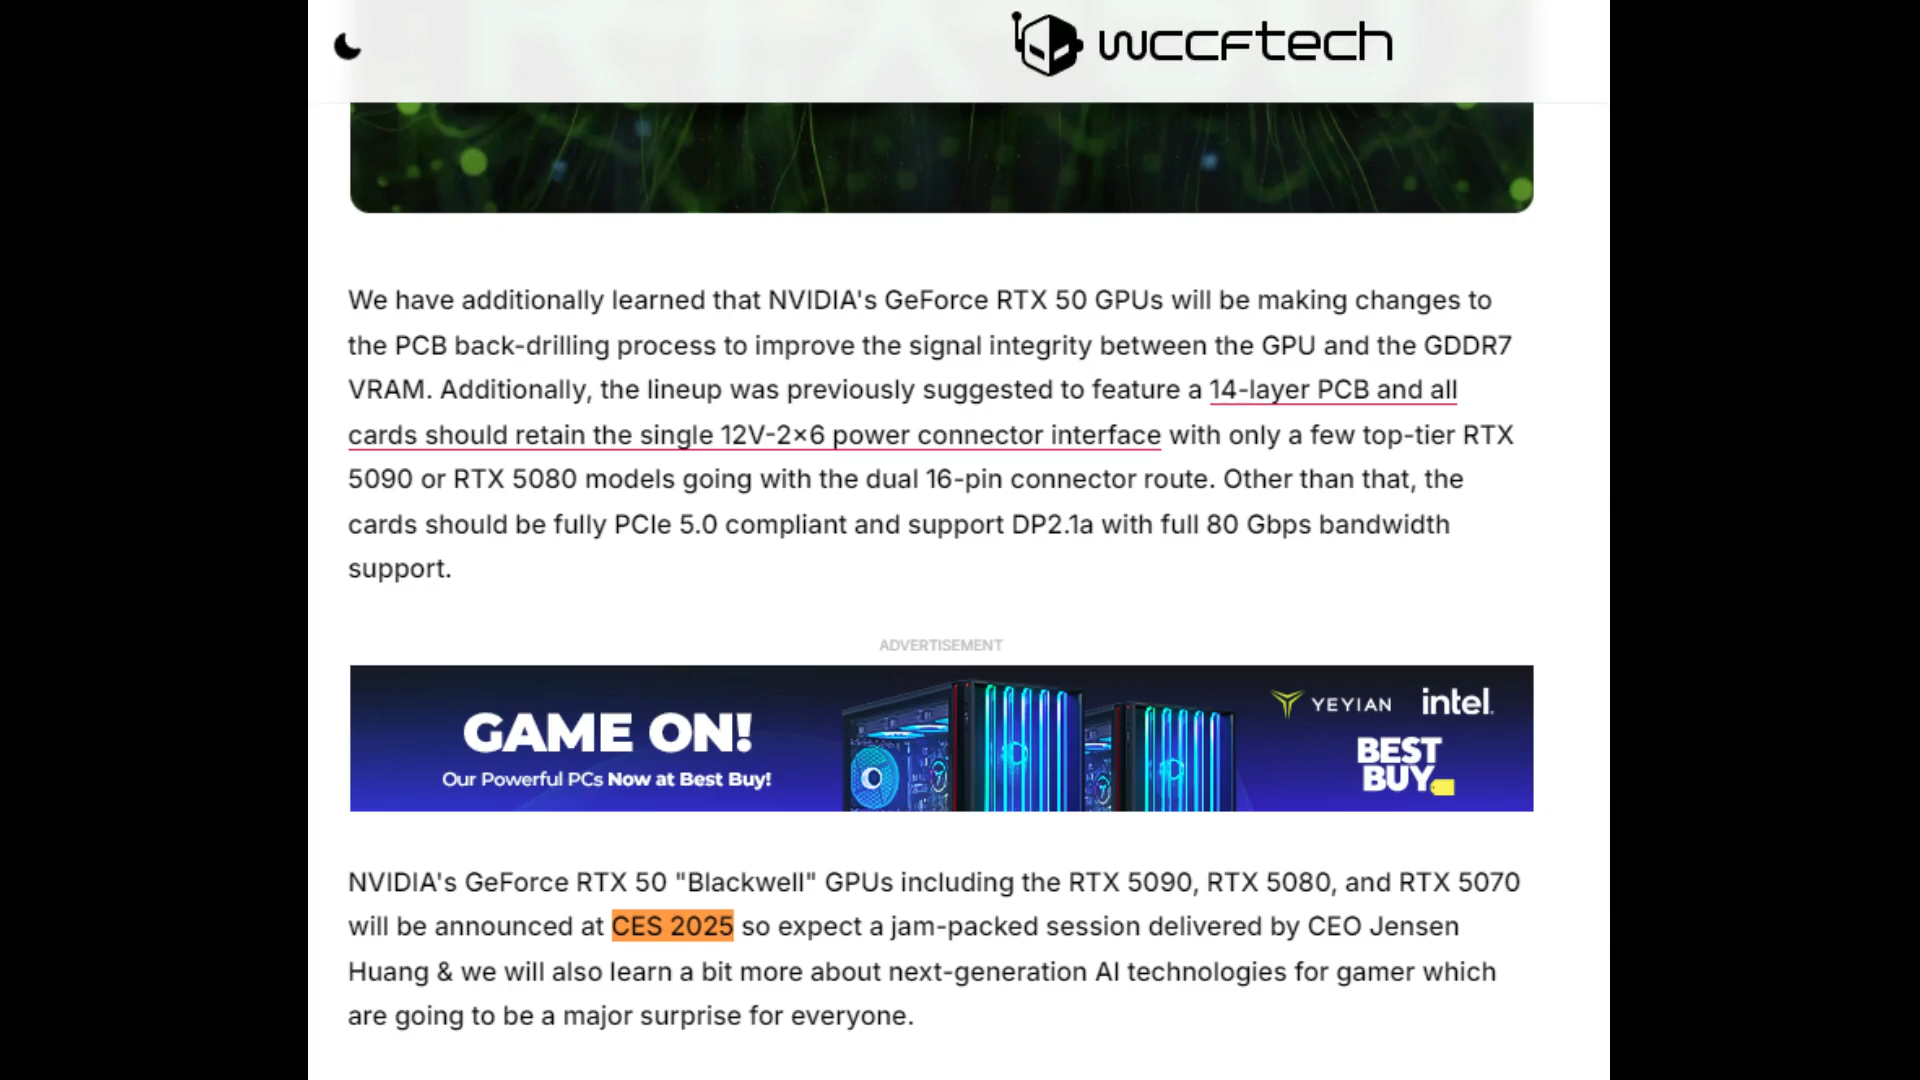 wccftech
We have additionally learned that NVIDIA's GeForce RTX 50 GPUs will be making changes to
the PCB back-drilling process to improve the signal integrity between the GPU and the GDDR7
VRAM. Additionally, the lineup was previously suggested to feature a 14-layer PCB and all
cards should retain the single 12V-2×6 power connector interface with only a few top-tier RTX
5090 or RTX 5080 models going with the dual 16-pin connector route. Other than that, the
cards should be fully PCIe 5.0 compliant and support DP2.1a with full 80 Gbps bandwidth
support.
ADVERTISEMENT
GAME ON!
Our Powerful PCs Now at Best Buy!
YEYIAN intel.
BEST
BUY
NVIDIA's GeForce RTX 50 "Blackwell" GPUs including the RTX 5090, RTX 5080, and RTX 5070
will be announced at CES 2025 so expect a jam-packed session delivered by CEO Jensen
Huang & we will also learn a bit more about next-generation AI technologies for gamer which
are going to be a major surprise for everyone.